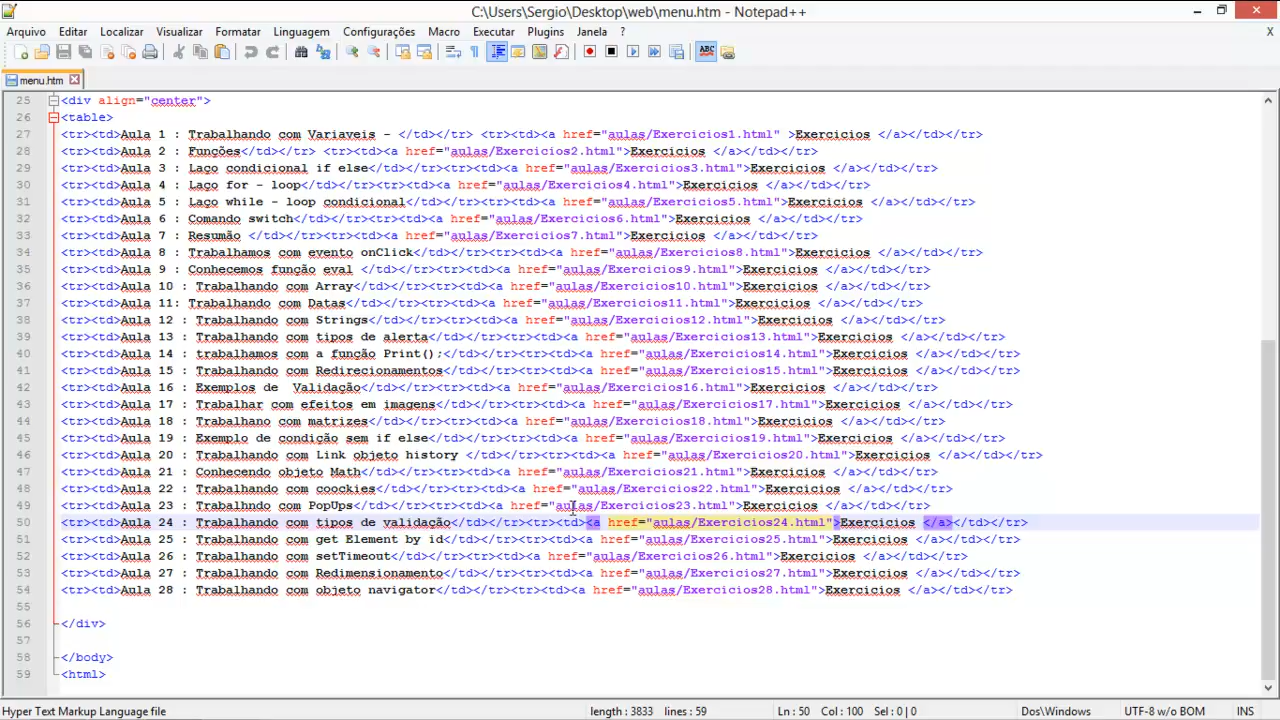 C:\Users\Sergio\Desktop\web\menu.htm - Notepad++
Arquivo Editar Localizar Visualizar Formatar Linguagem Configurações Macro Executar Plugins Janela ? X
ABC
menu.htm
25 <div align="center">
26 <table>
27 <tr><td>Aula 1 : Trabalhando com Variaveis - </td></tr> <tr><td><a href="aulas/Exercicios1.html" >Exercicios </a></td></tr>
28 <tr><td>Aula 2 : Funções</td></tr> <tr><td><a href="aulas/Exercicios2.html">Exercicios </a></td></tr>
29 <tr><td>Aula 3 : Laço condicional if else</td></tr><tr><td><a href="aulas/Exercicios3.html">Exercicios </a></td></tr>
30 <tr><td>Aula 4 : Laço for - loop</td></tr><tr><td><a href="aulas/Exercicios4.html">Exercicios </a></td></tr>
31 <tr><td>Aula 5 : Laço while - loop condicional</td></tr><tr><td><a href="aulas/Exercicios5.html">Exercicios </a></td></tr>
32 <tr><td>Aula 6 : Comando switch</td></tr><tr><td><a href="aulas/Exercicios6.html">Exercicios </a></td></tr>
33 <tr><td>Aula 7 : Resumão </td></tr><tr><td><a href="aulas/Exercicios7.html">Exercicios </a></td></tr>
34 <tr><td>Aula 8 : Trabalhamos com evento onClick</td></tr><tr><td><a href="aulas/Exercicios8.html">Exercicios </a></td></tr>
35 <tr><td>Aula 9 : Conhecemos função eval </td></tr><tr><td><a href="aulas/Exercicios9.html">Exercicios </a></td></tr>
36 <tr><td>Aula 10 : Trabalhando com Array</td></tr><tr><td><a href="aulas/Exercicios10.html">Exercicios </a></td></tr>
37 <tr><td>Aula 11: Trabalhando com Datas</td></tr><tr><td><a href="aulas/Exercicios11.html">Exercicios </a></td></tr>
38 <tr><td>Aula 12 : Trabalhando com Strings</td></tr><tr><td><a href="aulas/Exercicios12.html">Exercicios </a></td></tr>
39 <tr><td>Aula 13 : Trabalhando com tipos de alerta</td></tr><tr><td><a href="aulas/Exercicios13.html">Exercicios </a></td></tr>
40 <tr><td>Aula 14 : trabalhamos com a função Print();</td></tr><tr><td><a href="aulas/Exercicios14.html">Exercicios </a></td></tr>
41 <tr><td>Aula 15 : Trabalhando com Redirecionamentos</td></tr><tr><td><a href="aulas/Exercicios15.html">Exercicios </a></td></tr>
42 <tr><td>Aula 16 : Exemplos de  Validação</td></tr><tr><td><a href="aulas/Exercicios16.html">Exercicios </a></td></tr>
43 <tr><td>Aula 17 : Trabalhar com efeitos em imagens</td></tr><tr><td><a href="aulas/Exercicios17.html">Exercicios </a></td></tr>
44 <tr><td>Aula 18 : Trabalhano com matrizes</td></tr><tr><td><a href="aulas/Exercicios18.html">Exercicios </a></td></tr>
45 <tr><td>Aula 19 : Exemplo de condição sem if else</td></tr><tr><td><a href="aulas/Exercicios19.html">Exercicios </a></td></tr>
46 <tr><td>Aula 20 : Trabalhando com Link objeto history </td></tr><tr><td><a href="aulas/Exercicios20.html">Exercicios </a></td></tr>
47 <tr><td>Aula 21 : Conhecendo objeto Math</td></tr><tr><td><a href="aulas/Exercicios21.html">Exercicios </a></td></tr>
48 <tr><td>Aula 22 : Trabalhando com coockies</td></tr><tr><td><a href="aulas/Exercicios22.html">Exercicios </a></td></tr>
49 <tr><td>Aula 23 : Trabalhndo com PopUps</td></tr><tr><td><a href="aulas/Exercicios23.html">Exercicios </a></td></tr>
50 <tr><td>Aula 24 : Trabalhndo com tipos de validação</td></tr><tr><td><a href="aulas/Exercicios24.html">Exercicios </a></td></tr>
51 <tr><td>Aula 25 : Trabalhando com get Element by id</td></tr><tr><td><a href="aulas/Exercicios25.html">Exercicios </a></td></tr>
52 <tr><td>Aula 26 : Trabalhando com setTimeout</td></tr><tr><td><a href="aulas/Exercicios26.html">Exercicios </a></td></tr>
53 <tr><td>Aula 27 : Trabalhando com Redimensionamento</td></tr><tr><td><a href="aulas/Exercicios27.html">Exercicios </a></td></tr>
54 <tr><td>Aula 28 : Trabalhando com objeto navigator</td></tr><tr><td><a href="aulas/Exercicios28.html">Exercicios </a></td></tr>
55
56 </div>
57
58 </body>
59 <html>
Hyper Text Markup Language file length : 3833 lines : 59 Ln : 50 Col : 100 Sel : 0 | 0 Dos\Windows UTF-8 w/o BOM INS